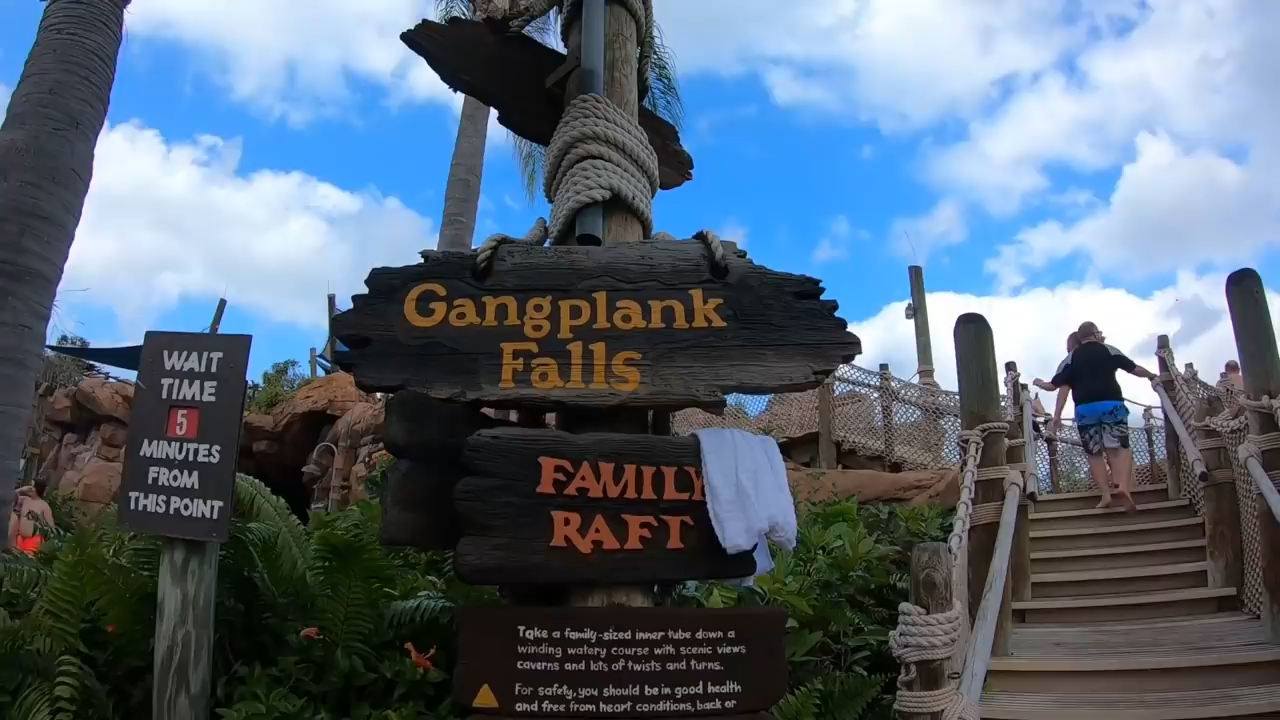 WAIT
TIME
5
MINUTES
FROM
THIS POINT
Gangplank
Falls
FAMILY
RAFT
Take a family-sized inner tube down a
winding watery course with scenic views
caverns and lots of twists and turns.
For safety, you should be in good health
and free from heart conditions, back or